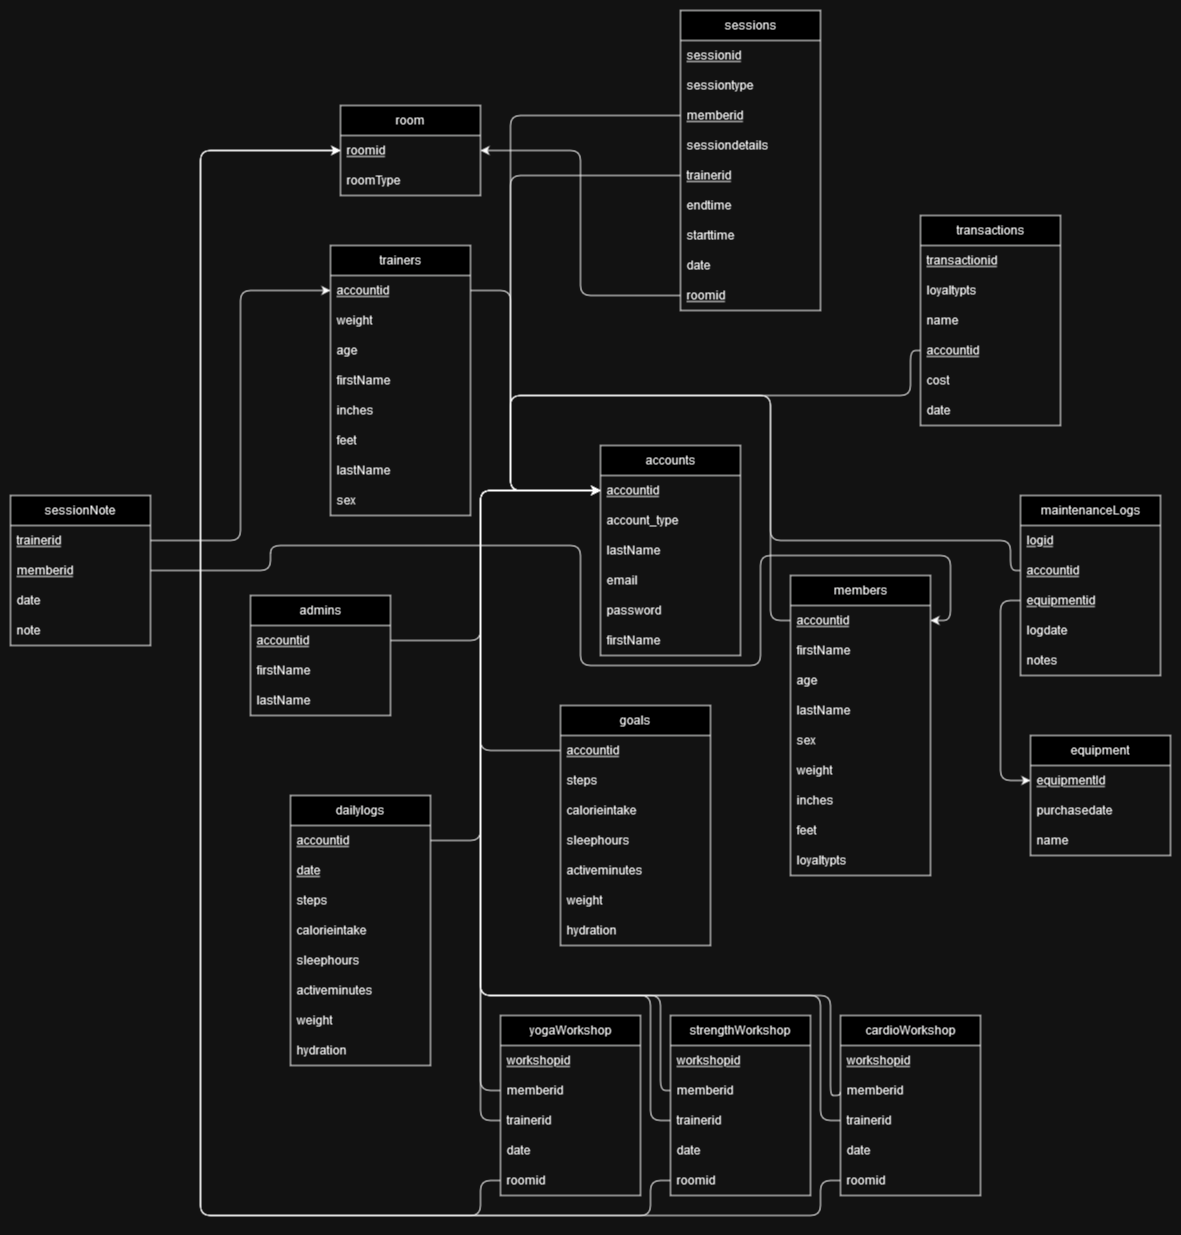 sessions
sessionid
sessiontype
memberid
sessiondetails
trainerid
endtime
starttime
date
roomid
room
roomid
roomType
transactions
transactionid
loyaltypts
name
accountid
cost
date
trainers
accountid
weight
age
firstName
inches
feet
lastName
sex
accounts
accountid
account_type
lastName
email
password
firstName
sessionNote
trainerid
memberid
date
note
maintenanceLogs
logid
accountid
equipmentid
logdate
notes
members
accountid
firstName
age
lastName
sex
weight
inches
feet
loyaltypts
admins
accountid
firstName
lastName
goals
accountid
steps
calorieintake
sleephours
activeminutes
weight
hydration
equipment
equipmentId
purchasedate
name
dailylogs
accountid
date
steps
calorieintake
sleephours
activeminutes
weight
hydration
yogaWorkshop
workshopid
memberid
trainerid
date
roomid
strengthWorkshop
workshopid
memberid
trainerid
date
roomid
cardioWorkshop
workshopid
memberid
trainerid
date
roomid